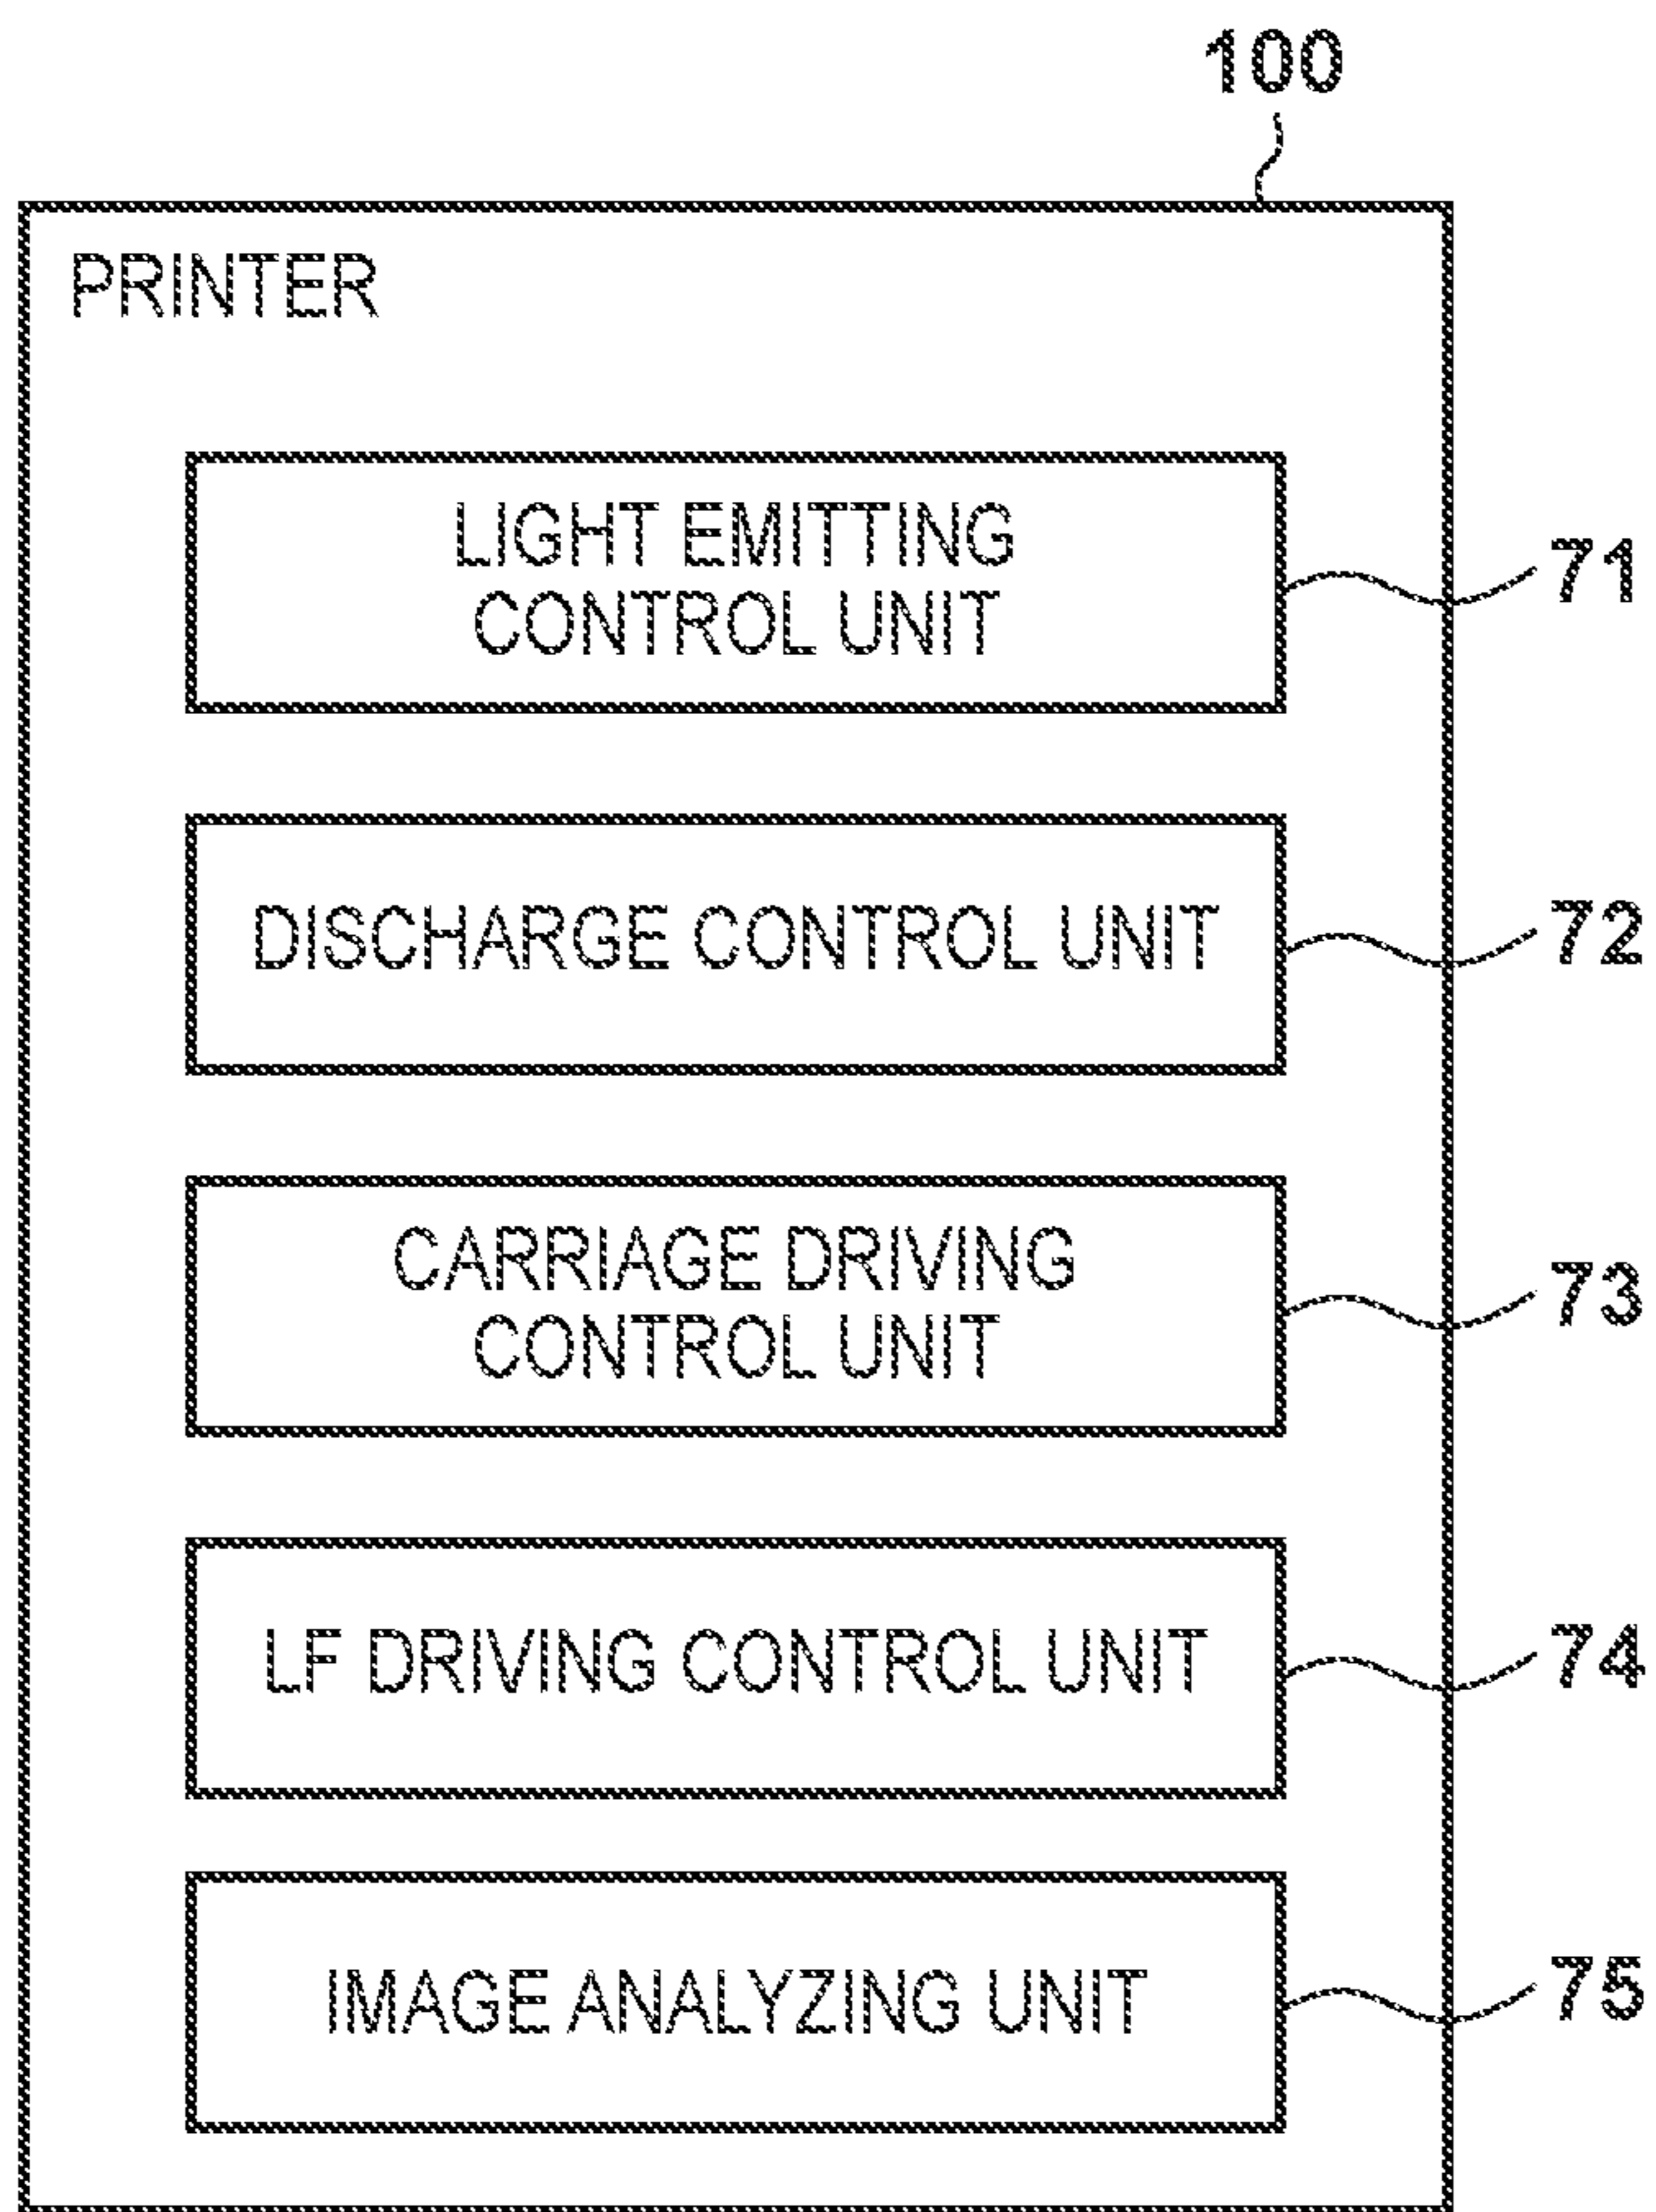 100
PRINTER
LIGHT EMITTING
CONTROL UNIT
71
DISCHARGE CONTROL UNIT
72
CARRIAGE DRIVING
CONTROL UNIT
73
LF DRIVING CONTROL UNIT
74
IMAGE ANALYZING UNIT
75